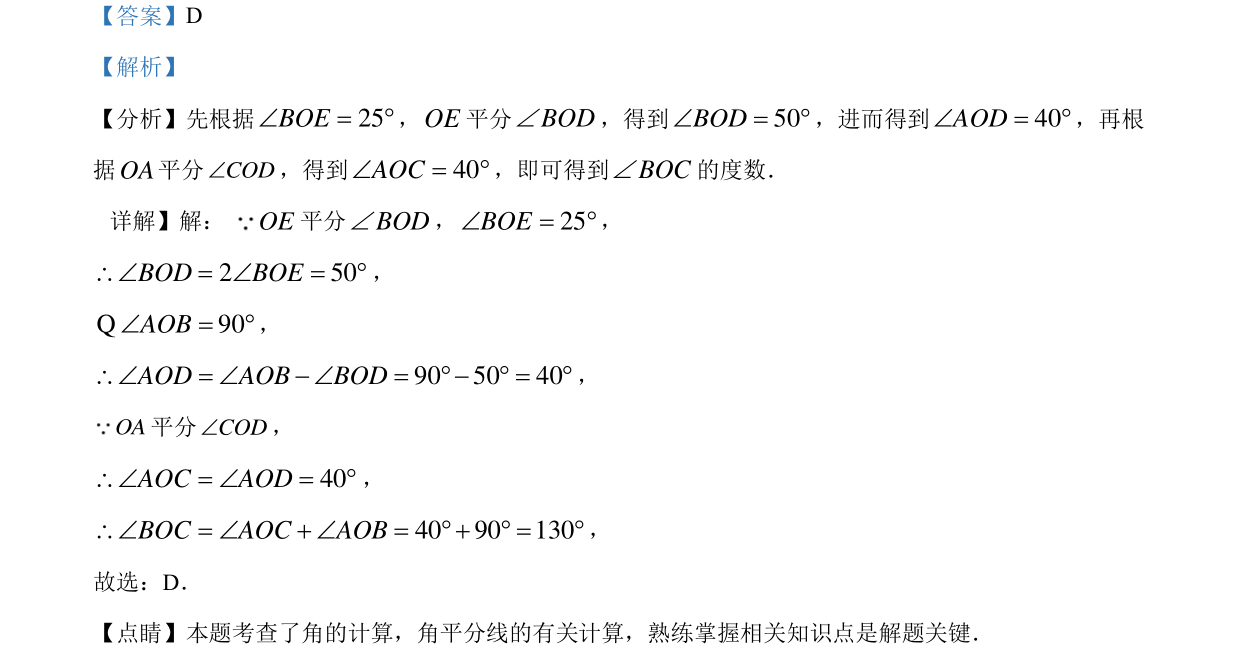 【答案】D
【解析】
【分析】先根据∠BOE = 25°，OE 平分∠BOD，得到∠BOD = 50°，进而得到∠AOD = 40°，再根
据OA平分∠COD，得到∠AOC = 40°，即可得到∠BOC 的度数．
详解】解： ∵OE 平分∠BOD，∠BOE = 25°，
∴∠BOD = 2∠BOE = 50°，
Q∠AOB = 90°，
∴∠AOD = ∠AOB − ∠BOD = 90° − 50° = 40°，
∵OA 平分∠COD，
∴∠AOC = ∠AOD = 40°，
∴∠BOC = ∠AOC + ∠AOB = 40° + 90° = 130°，
故选：D．
【点睛】本题考查了角的计算，角平分线的有关计算，熟练掌握相关知识点是解题关键．